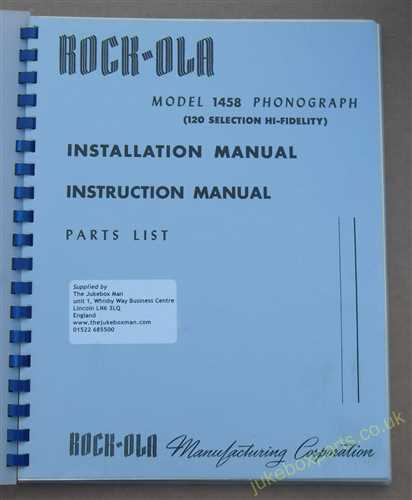 ROCK-OLA
MODEL 1458 PHONOGRAPH
(120 SELECTION HI-FIDELITY)
INSTALLATION MANUAL
INSTRUCTION MANUAL
PARTS LIST
Supplied by
The Jukebox Man
unit 1, Whisby Way Business Centre
Lincoln LN6 3LQ
England
www.thejukeboxman.com
01522 685500
ROCK-OLA Manufacturing Corporation
jukeboxparts.co.uk